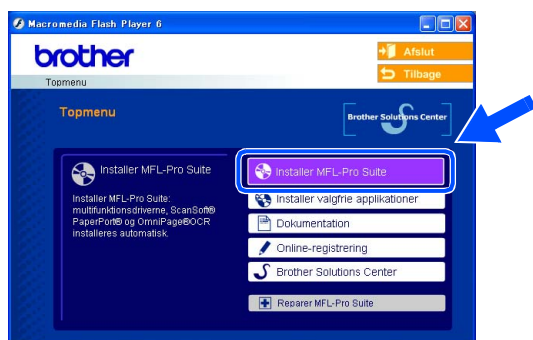 Macromedia Flash Player 6
brother
Afslut
Tilbage
Topmenu
Topmenu
Brother Solutions Center
Installer MFL-Pro Suite
Installer MFL-Pro Suite:
multifunktionsdriverne, ScanSoft®
PaperPort® og OmniPage®OCR
installeres automatisk.
Installer MFL-Pro Suite
Installer valgfrie applikationer
Dokumentation
Online-registrering
Brother Solutions Center
Reparer MFL-Pro Suite